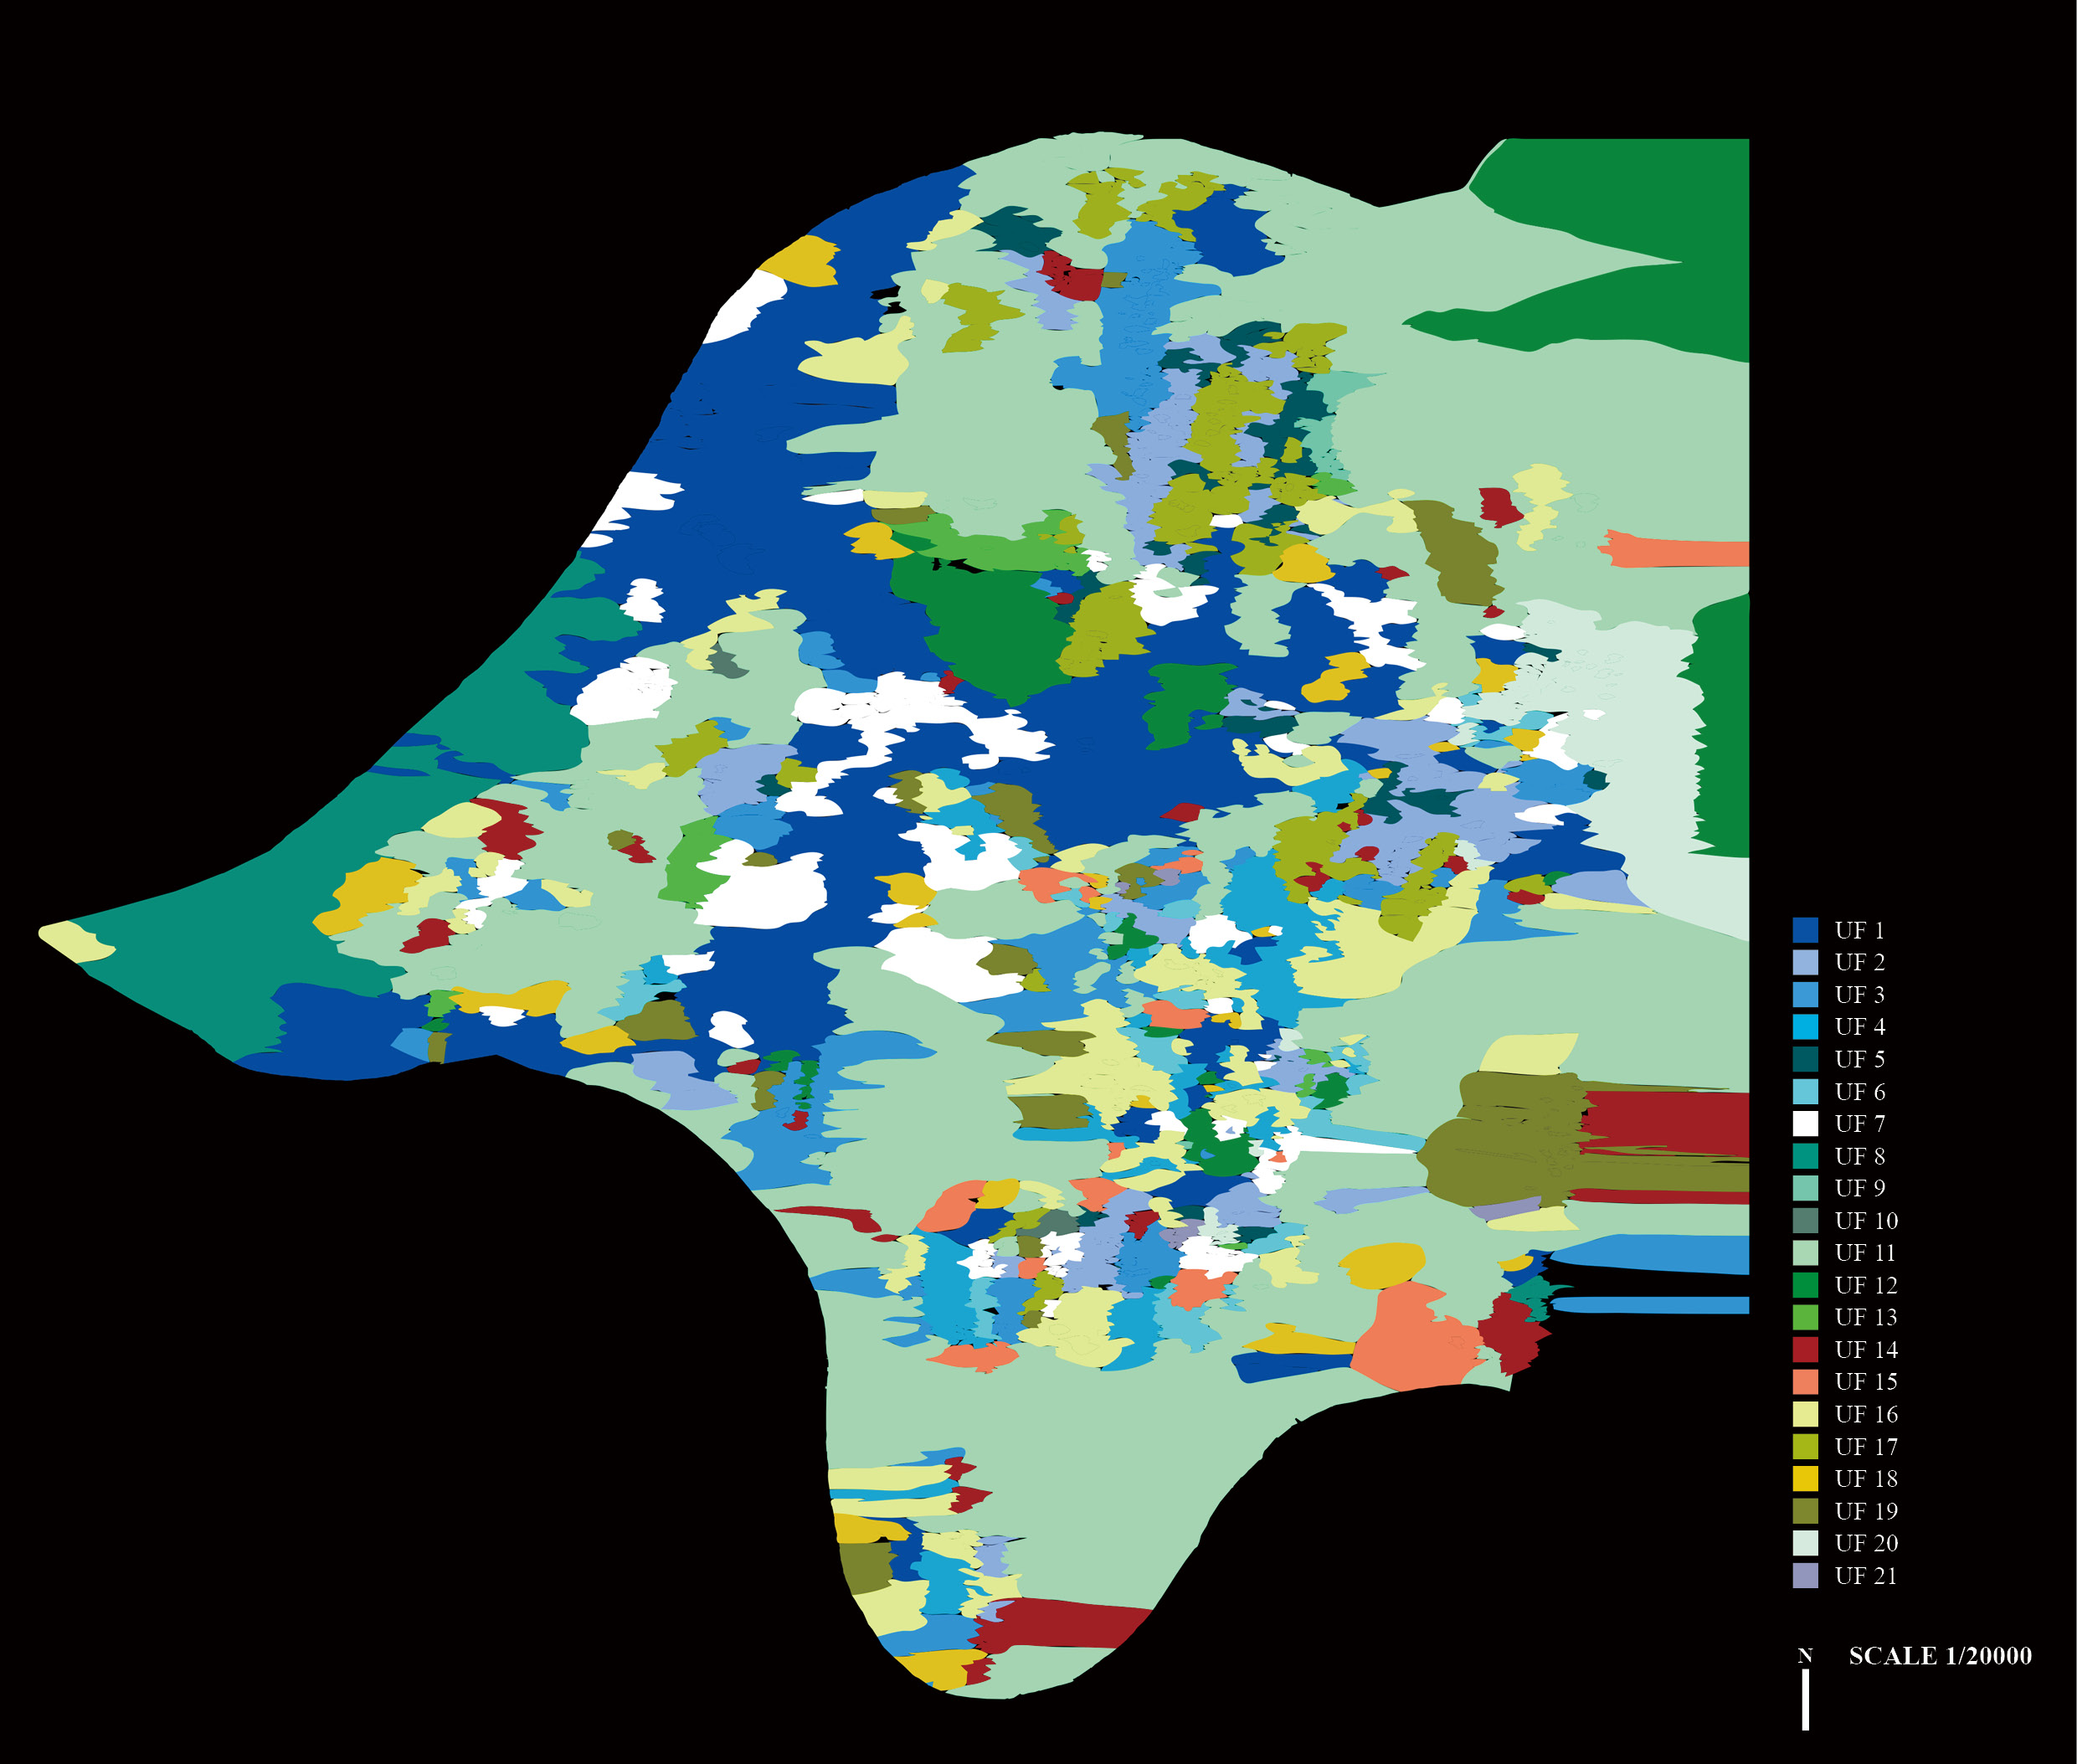 UF 1
UF 2
UF 3
UF 4
UF 5
UF 6
UF 7
UF 8
UF 9
UF 10
UF 11
UF 12
UF 13
UF 14
UF 15
UF 16
UF 17
UF 18
UF 19
UF 20
UF 21
N SCALE 1/20000